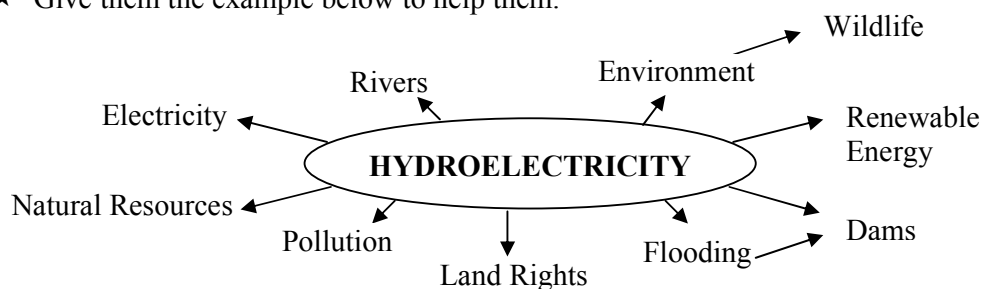 Give them the example below to help them.
Wildlife
Environment
Rivers
Electricity
Renewable
Energy
HYDROELECTRICITY
Natural Resources
Pollution
Flooding
Dams
Land Rights